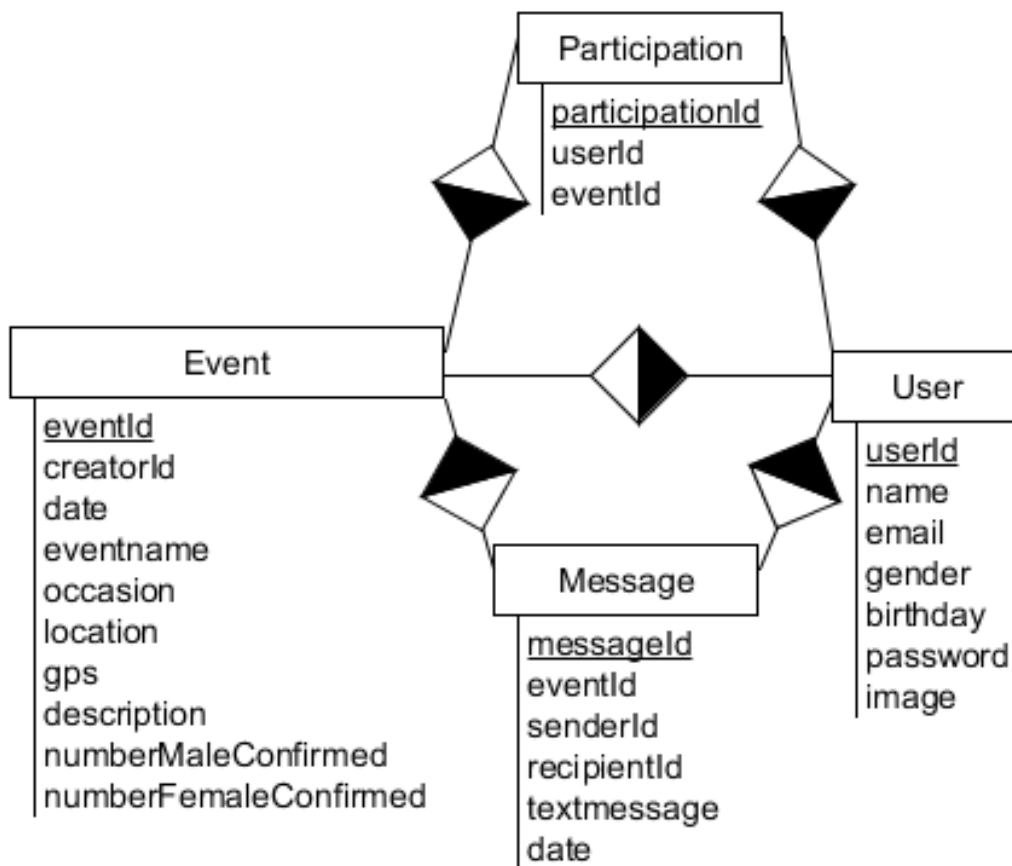 Participation
participationId
userId
eventId
Event
eventId
creatorId
date
eventname
occasion
location
gps
description
numberMaleConfirmed
numberFemaleConfirmed
Message
messageId
eventId
senderId
recipientId
textmessage
date
User
userId
name
email
gender
birthday
password
image